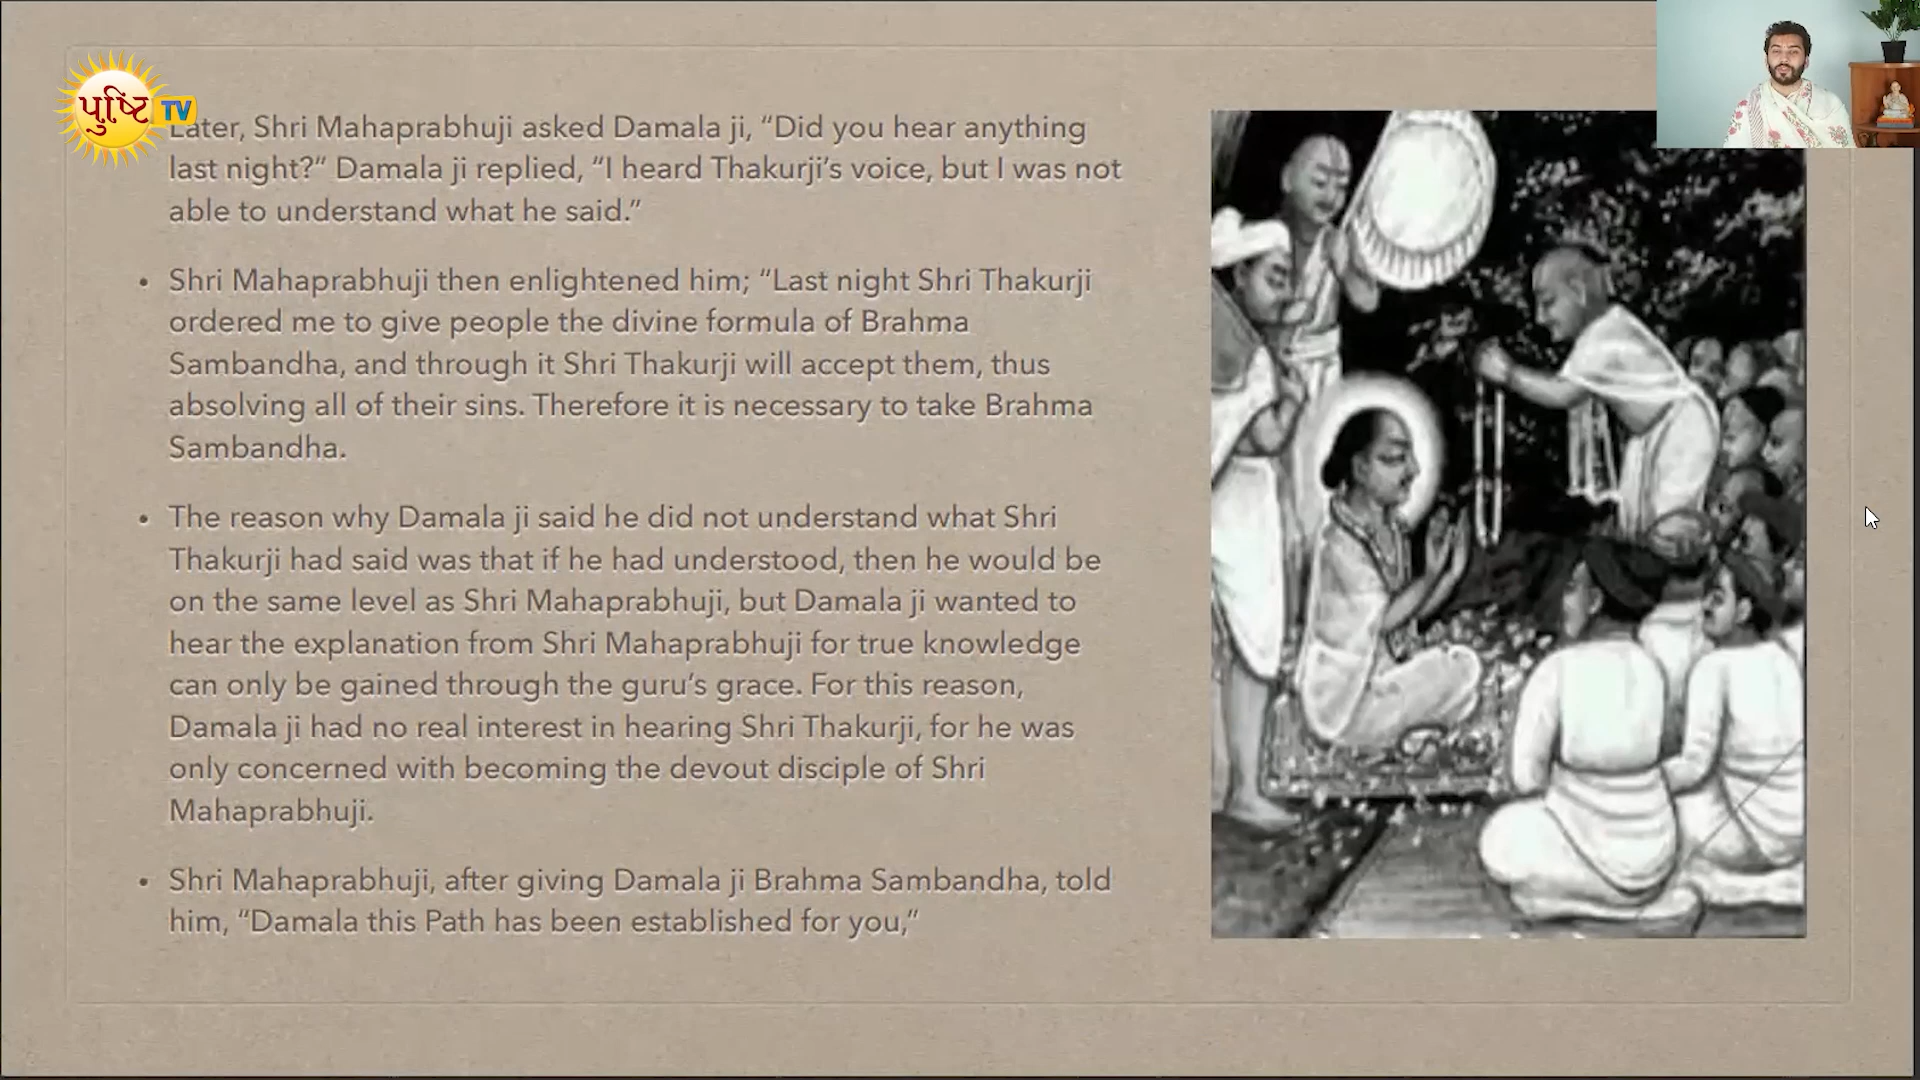 પુષ્ટિ TV
Later, Shri Mahaprabhuji asked Damala ji, “Did you hear anything
last night?” Damala ji replied, “I heard Thakurji’s voice, but I was not
able to understand what he said.”
• Shri Mahaprabhuji then enlightened him; “Last night Shri Thakurji
ordered me to give people the divine formula of Brahma
Sambandha, and through it Shri Thakurji will accept them, thus
absolving all of their sins. Therefore it is necessary to take Brahma
Sambandha.
• The reason why Damala ji said he did not understand what Shri
Thakurji had said was that if he had understood, then he would be
on the same level as Shri Mahaprabhuji, but Damala ji wanted to
hear the explanation from Shri Mahaprabhuji for true knowledge
can only be gained through the guru’s grace. For this reason,
Damala ji had no real interest in hearing Shri Thakurji, for he was
only concerned with becoming the devout disciple of Shri
Mahaprabhuji.
• Shri Mahaprabhuji, after giving Damala ji Brahma Sambandha, told
him, “Damala this Path has been established for you,”